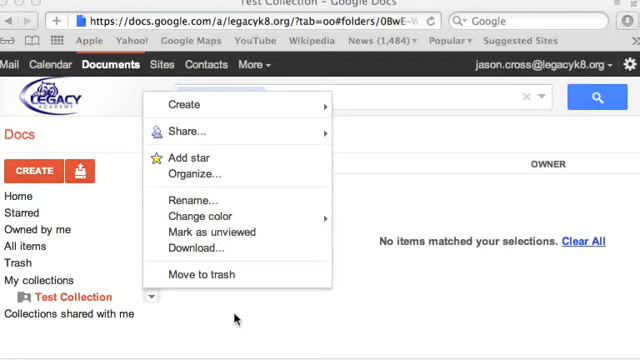 Test Collection - Google Docs
https://docs.google.com/a/legacyk8.org/?tab=oo#folders/0BwE-W
Google
Apple Yahoo! Google Maps YouTube Wikipedia News (1,484) Popular Suggested Sites
Mail Calendar Documents Sites Contacts More
jason.cross@legacyk8.org
LEGACY
Docs
CREATE
Home
Starred
Owned by me
All items
Trash
My collections
Test Collection
Collections shared with me
Create
Share...
Add star
Organize...
Rename...
Change color
Mark as unviewed
Download...
Move to trash
OWNER
No items matched your selections. Clear All